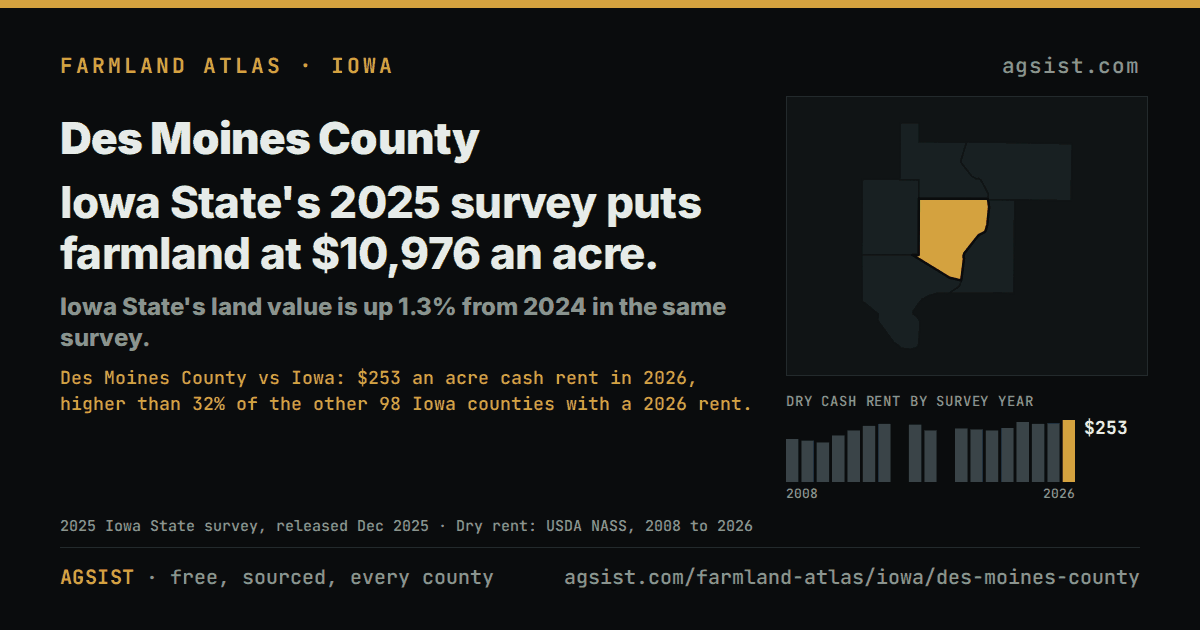 FARMLAND ATLAS · IOWA
agsist.com
Des Moines County
Iowa State's 2025 survey puts
farmland at $10,976 an acre.
Iowa State's land value is up 1.3% from 2024 in the same
survey.
Des Moines County vs Iowa: $253 an acre cash rent in 2026,
higher than 32% of the other 98 Iowa counties with a 2026 rent.
DRY CASH RENT BY SURVEY YEAR
$253
2008
2026
2025 Iowa State survey, released Dec 2025 · Dry rent: USDA NASS, 2008 to 2026
AGSIST · free, sourced, every county
agsist.com/farmland-atlas/iowa/des-moines-county